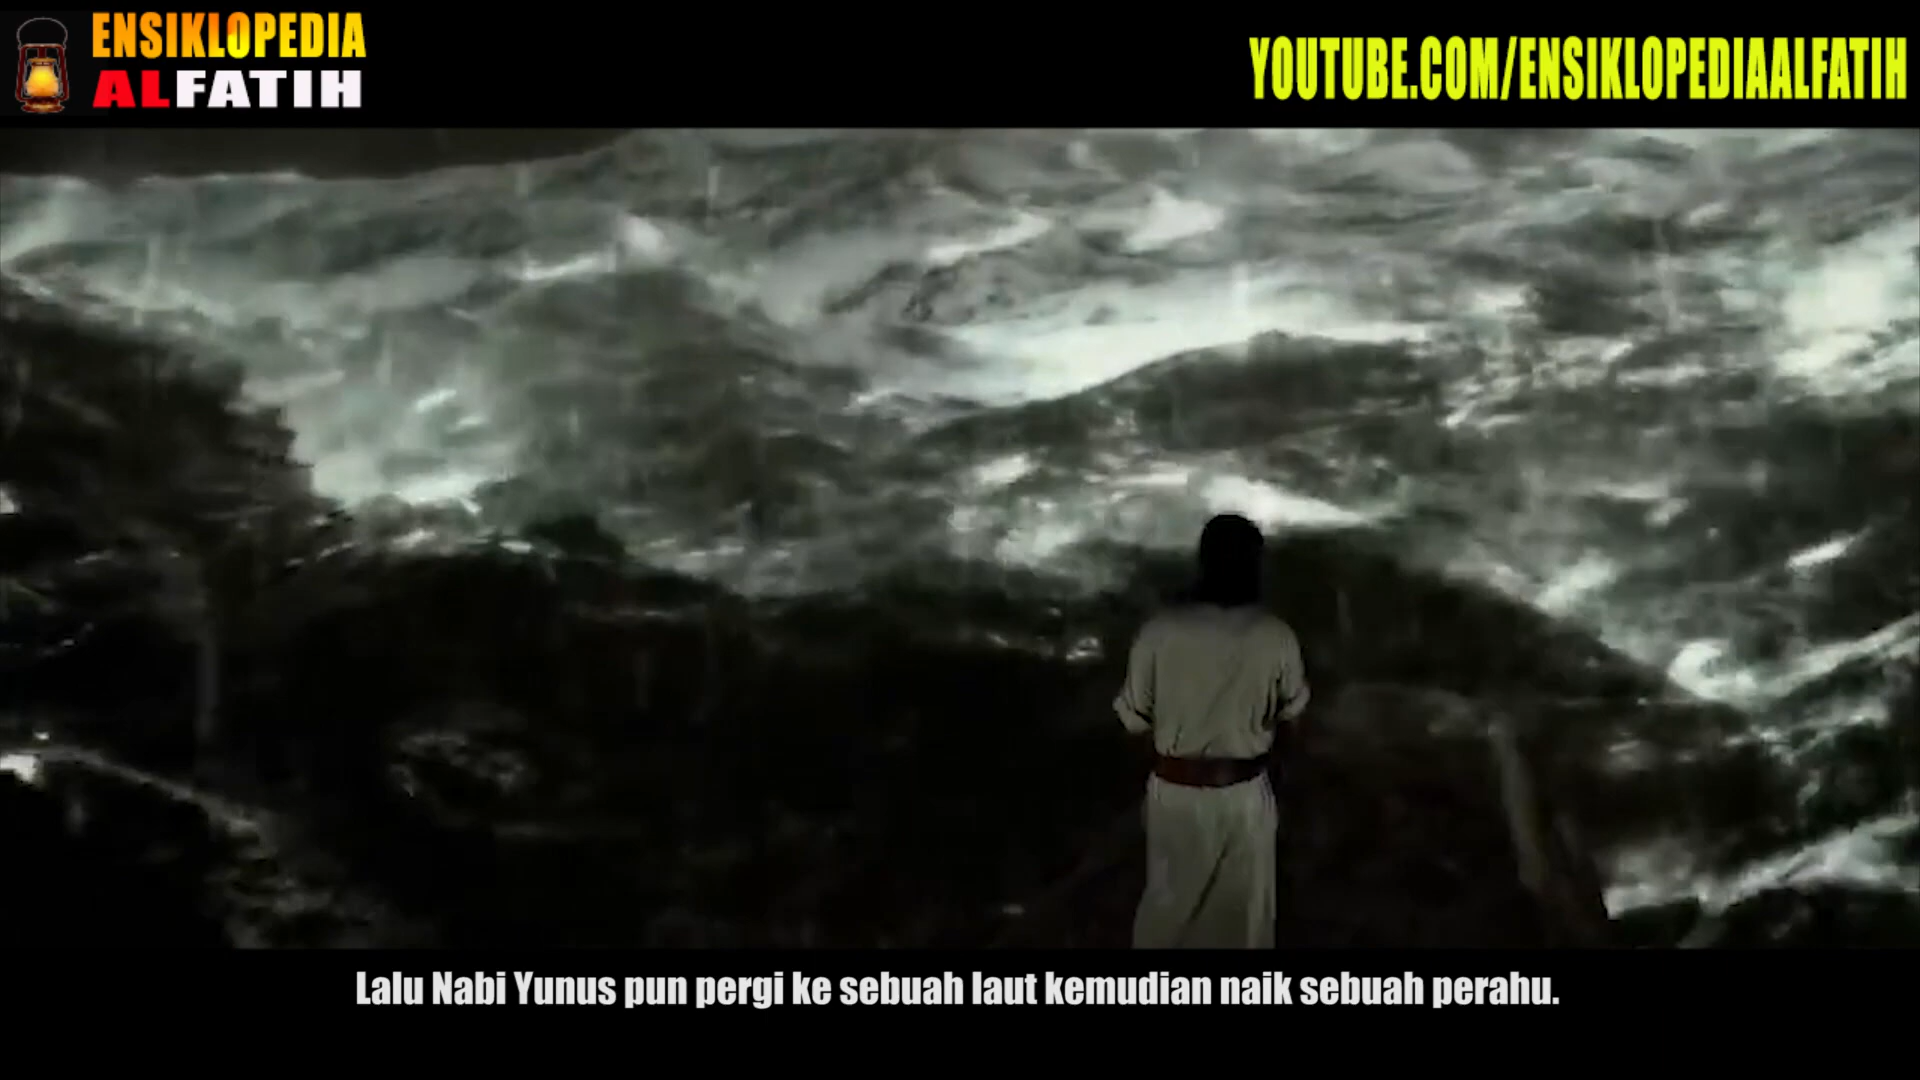 ENSIKLOPEDIA
ALFATIH
YOUTUBE.COM/ENSIKLOPEDIAALFATIH
Lalu Nabi Yunus pun pergi ke sebuah laut kemudian naik sebuah perahu.